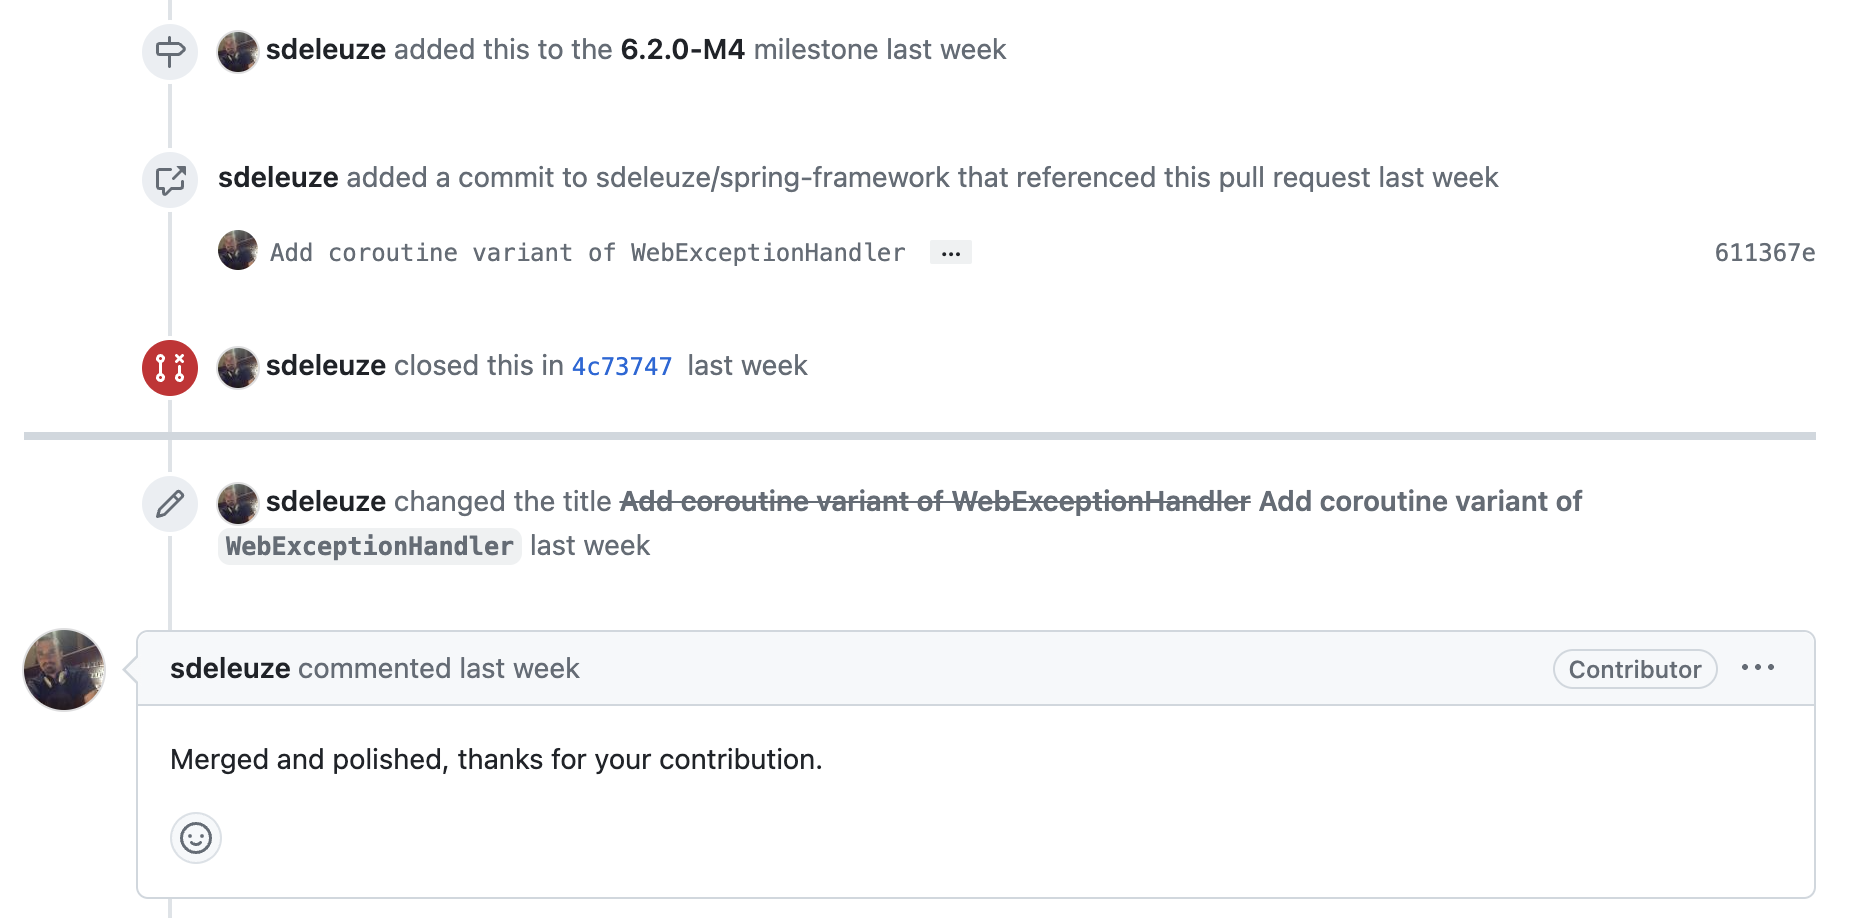 sdeleuze added this to the 6.2.0-M4 milestone last week
sdeleuze added a commit to sdeleuze/spring-framework that referenced this pull request last week
Add coroutine variant of WebExceptionHandler ... 611367e
sdeleuze closed this in 4c73747 last week
sdeleuze changed the title Add coroutine variant of WebExceptionHandler Add coroutine variant of
WebExceptionHandler last week
sdeleuze commented last week Contributor ...
Merged and polished, thanks for your contribution.